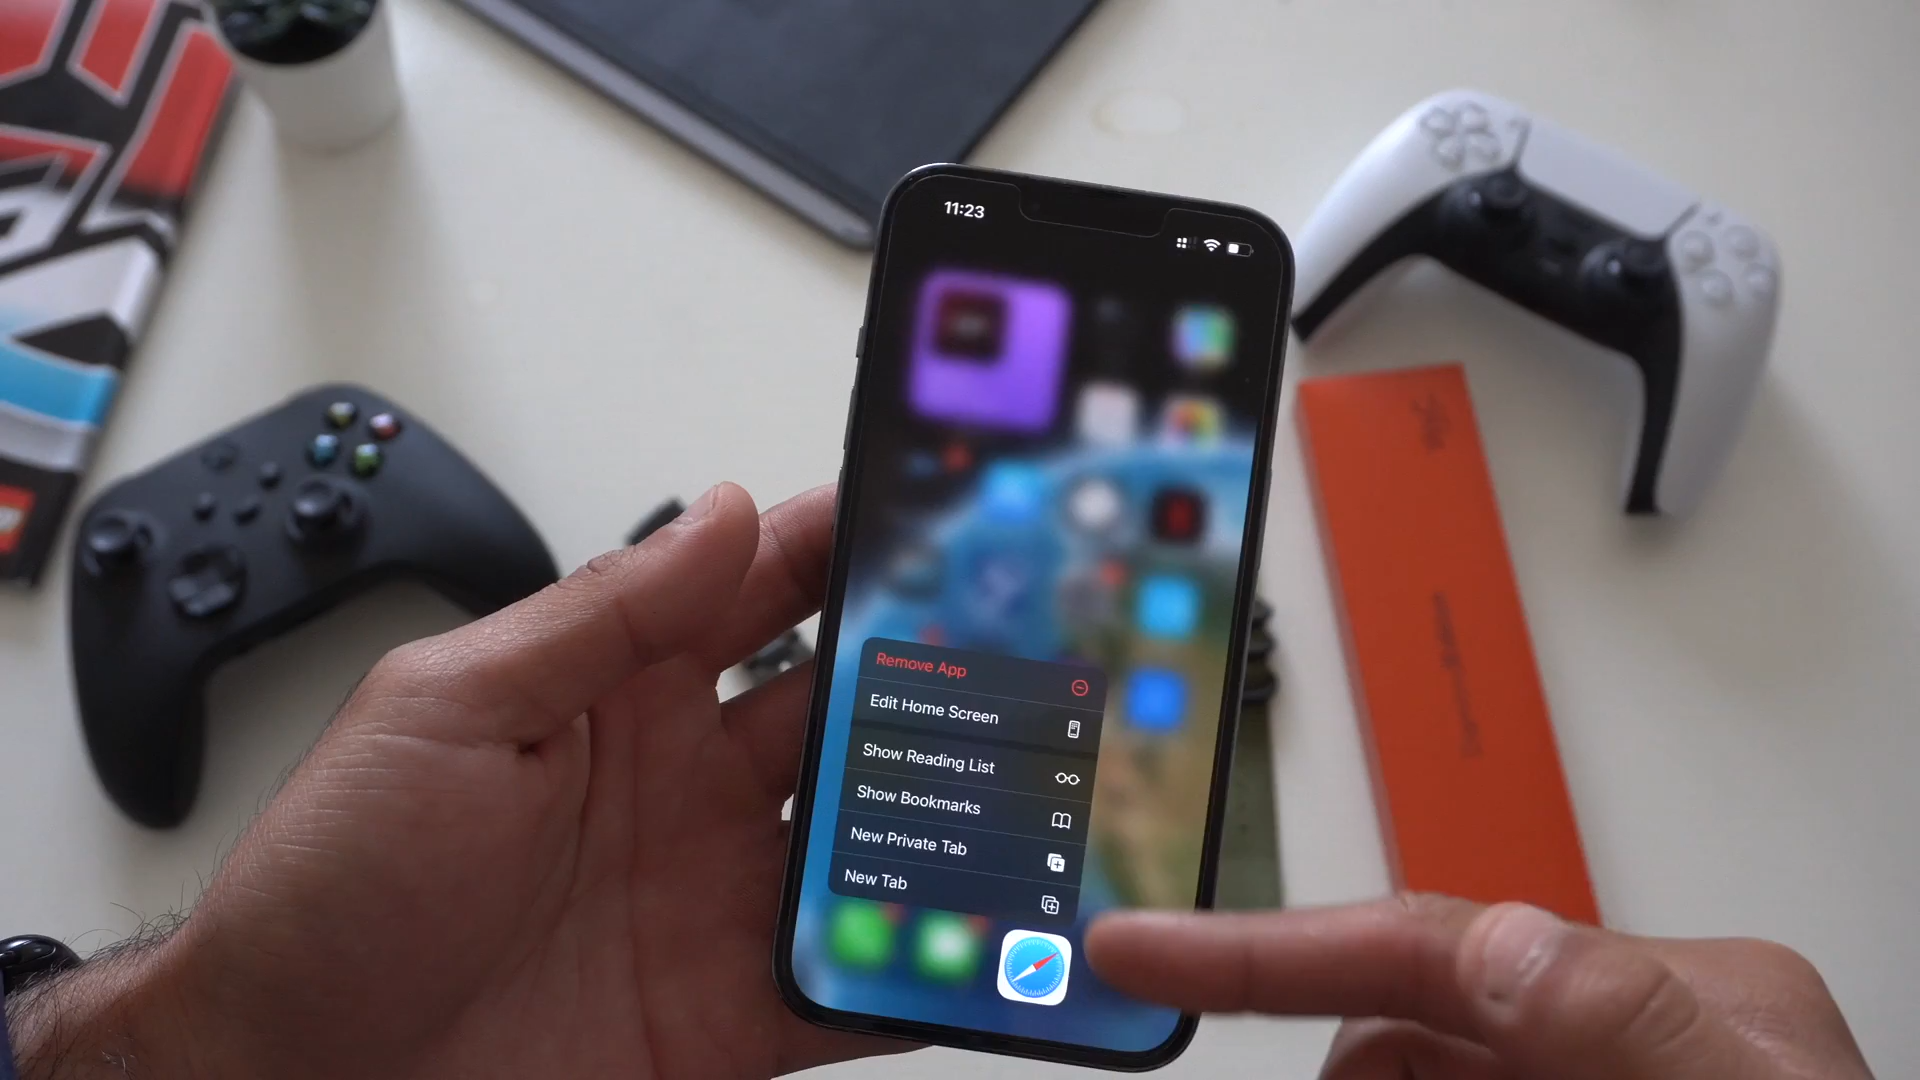 11:23
Remove App
Edit Home Screen
Show Reading List
Show Bookmarks
New Private Tab
New Tab